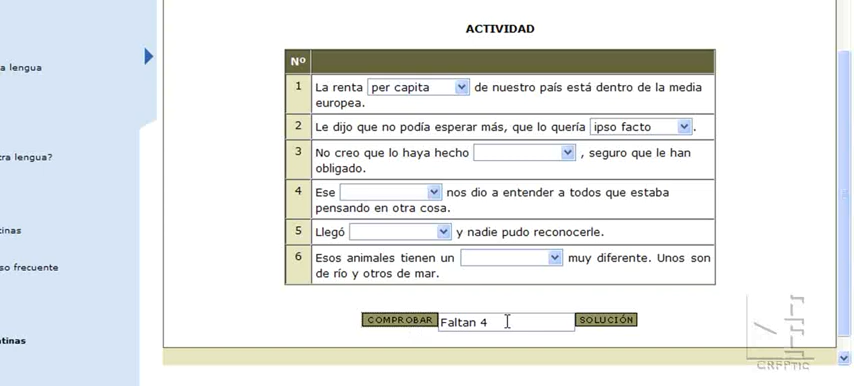 ACTIVIDAD
Nº
1 La renta per capita de nuestro país está dentro de la media
europea.
2 Le dijo que no podía esperar más, que lo quería ipso facto .
3 No creo que lo haya hecho , seguro que le han
obligado.
4 Ese nos dio a entender a todos que estaba
pensando en otra cosa.
5 Llegó y nadie pudo reconocerle.
6 Esos animales tienen un muy diferente. Unos son
de río y otros de mar.
COMPROBAR Faltan 4 SOLUCIÓN
a lengua
tra lengua?
inas
so frecuente
tinas
CREPTIC